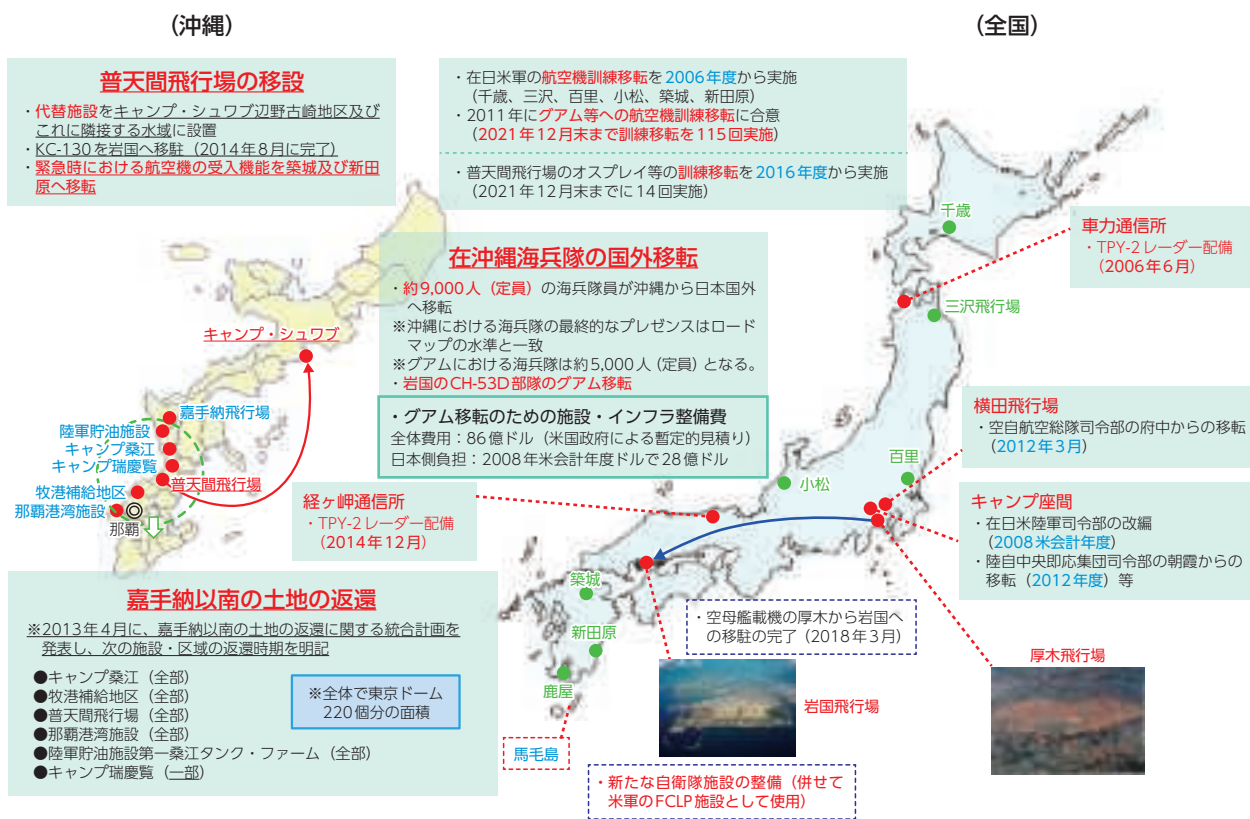 （沖縄）
（全国）
普天間飛行場の移設
・代替施設をキャンプ・シュワブ辺野古崎地区及び
これに隣接する水域に設置
・KC-130を岩国へ移駐（2014年8月に完了）
・緊急時における航空機の受入機能を築城及び新田
原へ移転
・在日米軍の航空機訓練移転を2006年度から実施
（千歳、三沢、百里、小松、築城、新田原）
・2011年にグアム等への航空機訓練移転に合意
（2021年12月末まで訓練移転を115回実施）
・普天間飛行場のオスプレイ等の訓練移転を2016年度から実施
（2021年12月末までに14回実施）
在沖縄海兵隊の国外移転
・約9,000人（定員）の海兵隊員が沖縄から日本国外
へ移転
※沖縄における海兵隊の最終的なプレゼンスはロード
マップの水準と一致
※グアムにおける海兵隊は約5,000人（定員）となる。
・岩国のCH-53D部隊のグアム移転
・グアム移転のための施設・インフラ整備費
全体費用：86億ドル（米国政府による暫定的見積り）
日本側負担：2008年米会計年度ドルで28億ドル
キャンプ・シュワブ
嘉手納飛行場
陸軍貯油施設
キャンプ桑江
キャンプ瑞慶覧
普天間飛行場
牧港補給地区
那覇港湾施設
那覇
千歳
車力通信所
・TPY-2レーダー配備
（2006年6月）
三沢飛行場
横田飛行場
・空自航空総隊司令部の府中からの移転
（2012年3月）
百里
小松
キャンプ座間
・在日米陸軍司令部の改編
（2008米会計年度）
・陸自中央即応集団司令部の朝霞からの
移転（2012年度）等
経ヶ岬通信所
・TPY-2レーダー配備
（2014年12月）
築城
新田原
鹿屋
馬毛島
・空母艦載機の厚木から岩国へ
の移駐の完了（2018年3月）
岩国飛行場
厚木飛行場
・新たな自衛隊施設の整備（併せて
米軍のFCLP施設として使用）
嘉手納以南の土地の返還
※2013年4月に、嘉手納以南の土地の返還に関する統合計画を
発表し、次の施設・区域の返還時期を明記
●キャンプ桑江（全部）
●牧港補給地区（全部）
●普天間飛行場（全部）
●那覇港湾施設（全部）
●陸軍貯油施設第一桑江タンク・ファーム（全部）
●キャンプ瑞慶覧（一部）
※全体で東京ドーム
220個分の面積